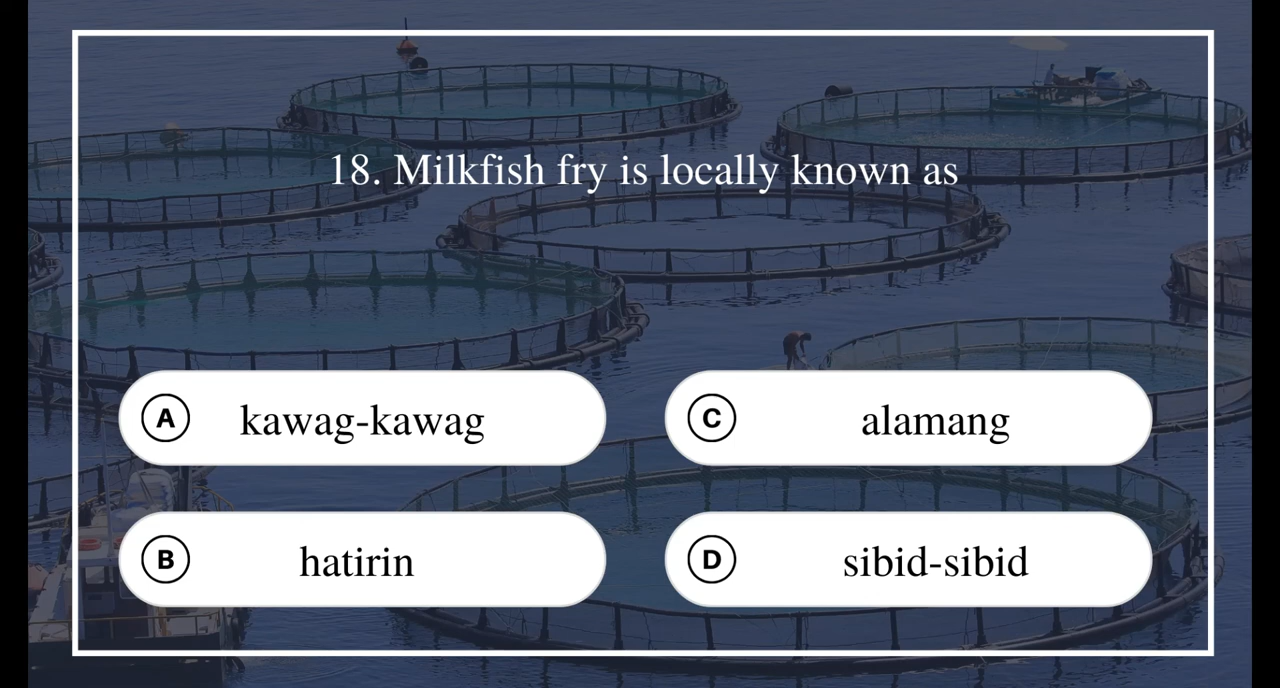 18. Milkfish fry is locally known as
A kawag-kawag
B hatirin
C alamang
D sibid-sibid